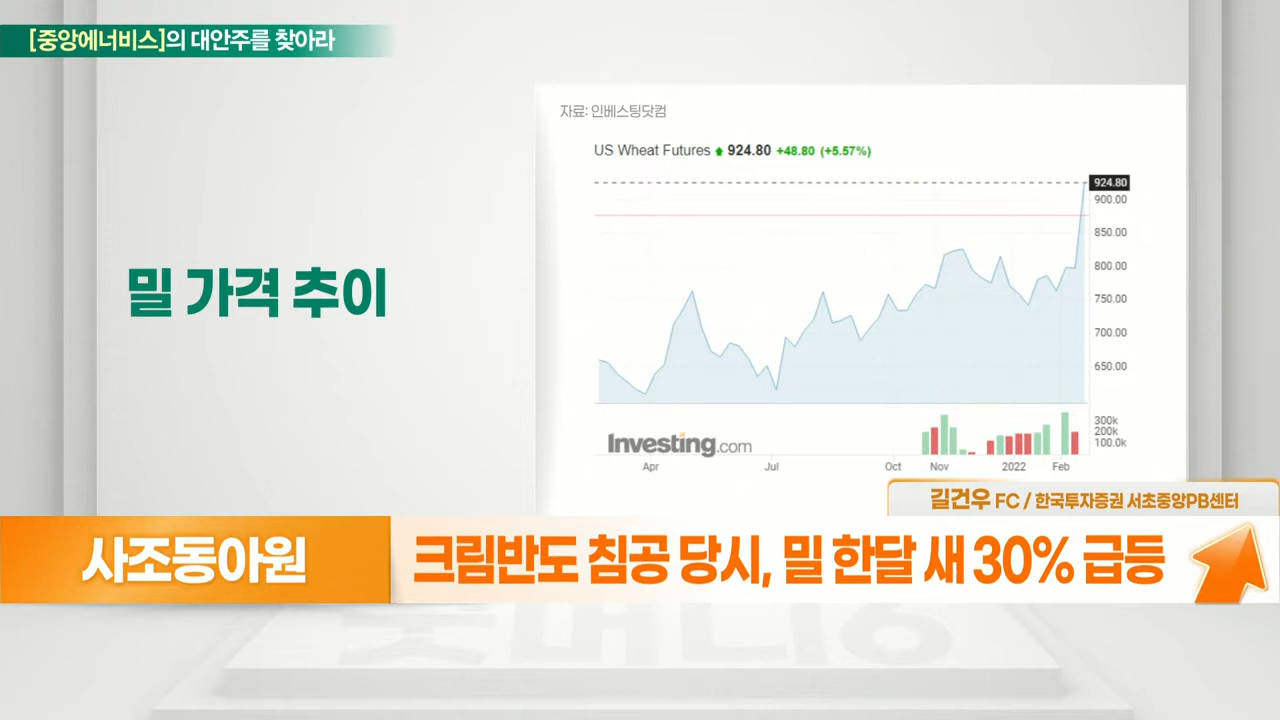 [중앙에너비스]의 대안주를 찾아라
자료: 인베스팅닷컴
US Wheat Futures 924.80 +48.80 (+5.57%)
924.80
900.00
850.00
800.00
750.00
700.00
650.00
300k
200k
100.0k
Investing.com
Apr Jul Oct Nov 2022 Feb
밀 가격 추이
길건우 FC / 한국투자증권 서초중앙PB센터
사조동아원
크림반도 침공 당시, 밀 한달 새 30% 급등